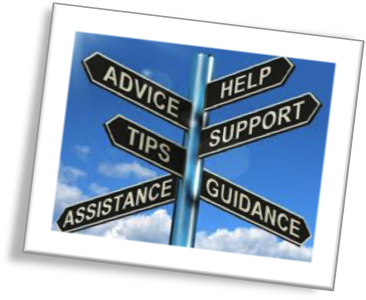 ADVICE
HELP
TIPS
SUPPORT
ASSISTANCE
GUIDANCE